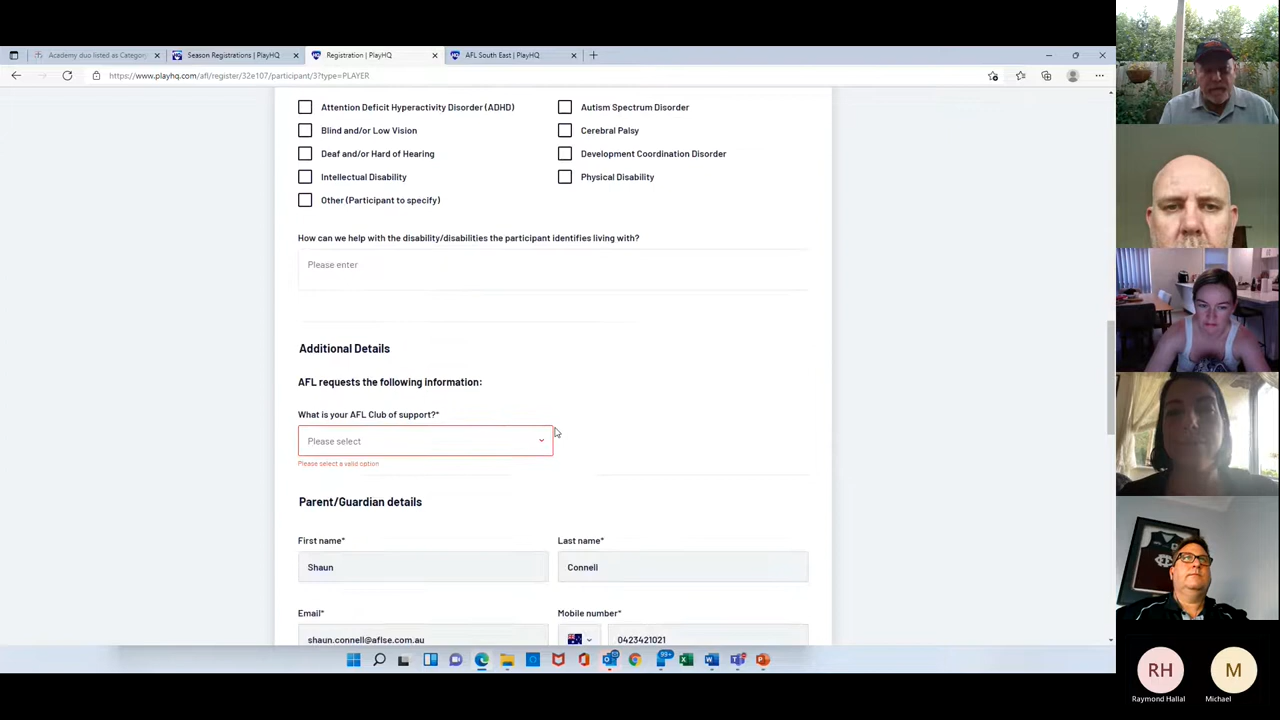 Academy duo listed as Category
Season Registrations | PlayHQ
Registration | PlayHQ
AFL South East | PlayHQ
https://www.playhq.com/afl/register/32e107/participant/3?type=PLAYER
Attention Deficit Hyperactivity Disorder (ADHD)
Autism Spectrum Disorder
Blind and/or Low Vision
Cerebral Palsy
Deaf and/or Hard of Hearing
Development Coordination Disorder
Intellectual Disability
Physical Disability
Other (Participant to specify)
How can we help with the disability/disabilities the participant identifies living with?
Please enter
Additional Details
AFL requests the following information:
What is your AFL Club of support?*
Please select
Please select a valid option
Parent/Guardian details
First name*
Last name*
Shaun
Connell
Email*
Mobile number*
shaun.connell@aflse.com.au
0423421021
99+
RH
M
Raymond Hallal
Michael